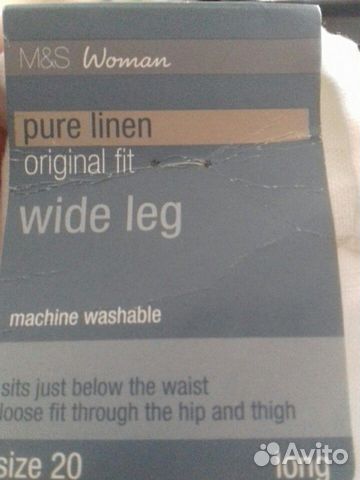 M&S Woman
pure linen
original fit
wide leg
machine washable
sits just below the waist
loose fit through the hip and thigh
size 20 long
Avito